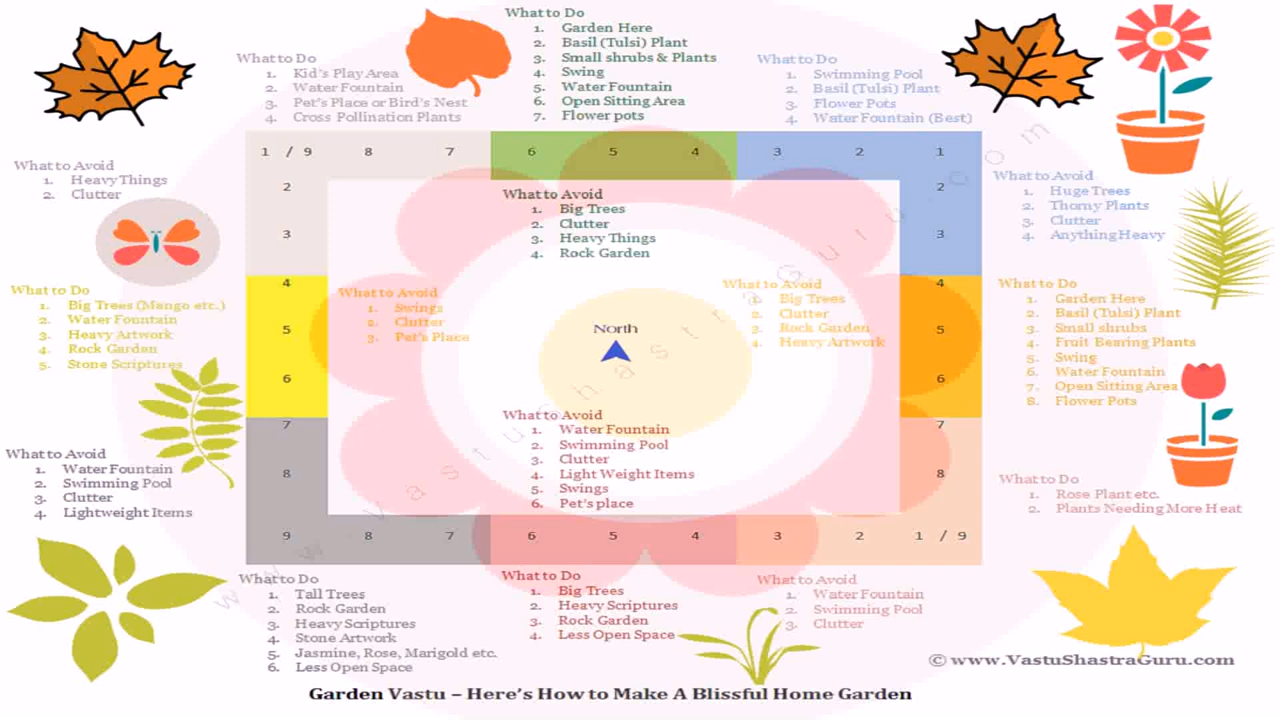 What to Do
1. Garden Here
2. Basil (Tulsi) Plant
3. Small shrubs & Plants
4. Swing
5. Water Fountain
6. Open Sitting Area
7. Flower pots
What to Do
1. Kid's Play Area
2. Water Fountain
3. Pet's Place or Bird's Nest
4. Cross Pollination Plants
What to Do
1. Swimming Pool
2. Basil (Tulsi) Plant
3. Flower Pots
4. Water Fountain (Best)
1 / 9 8 7 6 5 4 3 2 1
What to Avoid
1. Heavy Things
2. Clutter
2
3
What to Avoid
1. Big Trees
2. Clutter
3. Heavy Things
4. Rock Garden
2
3
What to Avoid
1. Huge Trees
2. Thorny Plants
3. Clutter
4. Anything Heavy
What to Do
1. Big Trees (Mango etc.)
2. Water Fountain
3. Heavy Artwork
4. Rock Garden
5. Stone Scriptures
4
5
6
What to Avoid
1. Swings
2. Clutter
3. Pet's Place
North
What to Avoid
1. Big Trees
2. Clutter
3. Rock Garden
4. Heavy Artwork
4
5
6
What to Do
1. Garden Here
2. Basil (Tulsi) Plant
3. Small shrubs
4. Fruit Bearing Plants
5. Swing
6. Water Fountain
7. Open Sitting Area
8. Flower Pots
What to Avoid
1. Water Fountain
2. Swimming Pool
3. Clutter
4. Lightweight Items
7
8
What to Avoid
1. Water Fountain
2. Swimming Pool
3. Clutter
4. Light Weight Items
5. Swings
6. Pet's place
7
8
What to Do
1. Rose Plant etc.
2. Plants Needing More Heat
9 8 7 6 5 4 3 2 1 / 9
What to Do
1. Tall Trees
2. Rock Garden
3. Heavy Scriptures
4. Stone Artwork
5. Jasmine, Rose, Marigold etc.
6. Less Open Space
What to Do
1. Big Trees
2. Heavy Scriptures
3. Rock Garden
4. Less Open Space
What to Avoid
1. Water Fountain
2. Swimming Pool
3. Clutter
www.VastuShastraGuru.com
© www.VastuShastraGuru.com
Garden Vastu – Here's How to Make A Blissful Home Garden